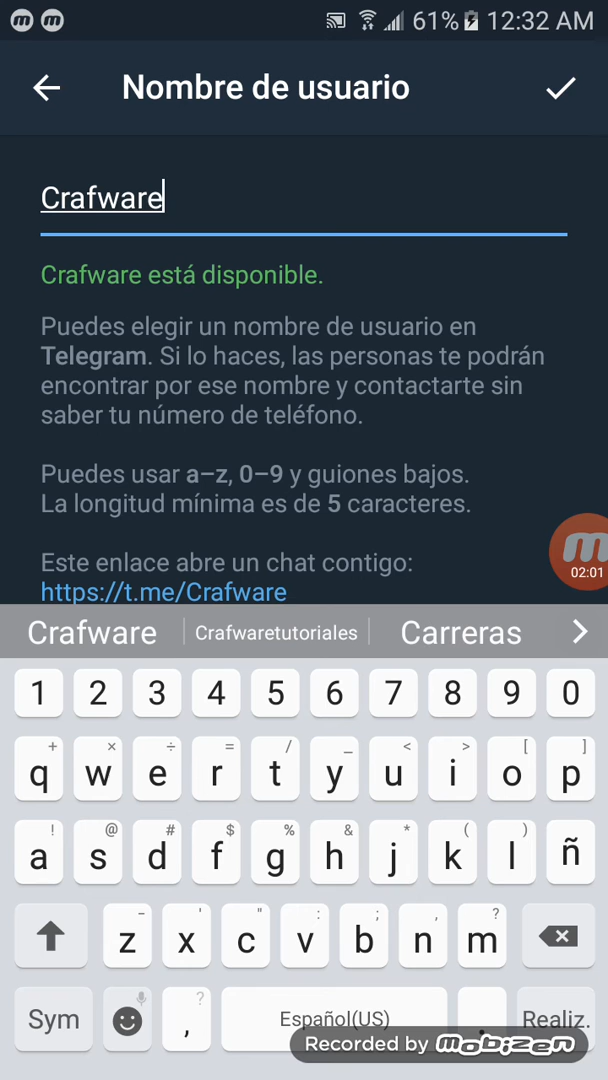 61% 12:32 AM
Nombre de usuario
Crafware
Crafware está disponible.
Puedes elegir un nombre de usuario en
Telegram. Si lo haces, las personas te podrán
encontrar por ese nombre y contactarte sin
saber tu número de teléfono.
Puedes usar a–z, 0–9 y guiones bajos.
La longitud mínima es de 5 caracteres.
Este enlace abre un chat contigo:
https://t.me/Crafware
02:01
Crafware Crafwaretutoriales Carreras
1 2 3 4 5 6 7 8 9 0
+ × ÷ = / _ < > [ ]
q w e r t y u i o p
! @ # $ % & * ( )
a s d f g h j k l ñ
- ' " : ; , ?
z x c v b n m
Sym , ? Español(US) . Realiz.
Recorded by mobizen